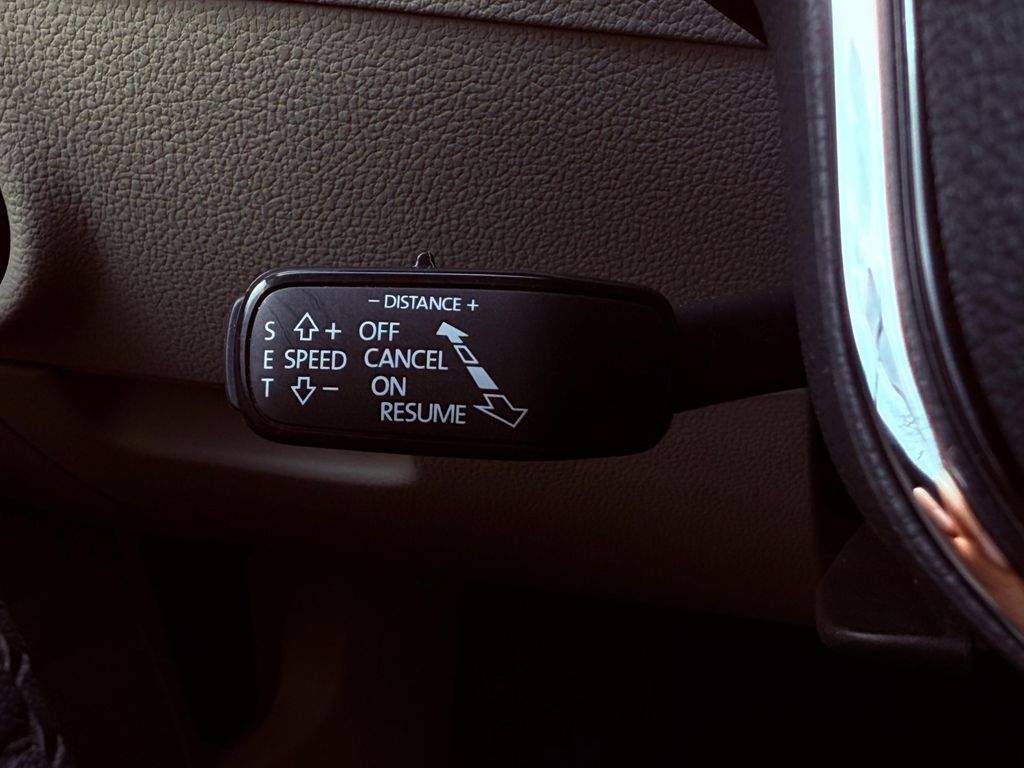 - DISTANCE +
S + OFF
E SPEED CANCEL
T - ON
RESUME